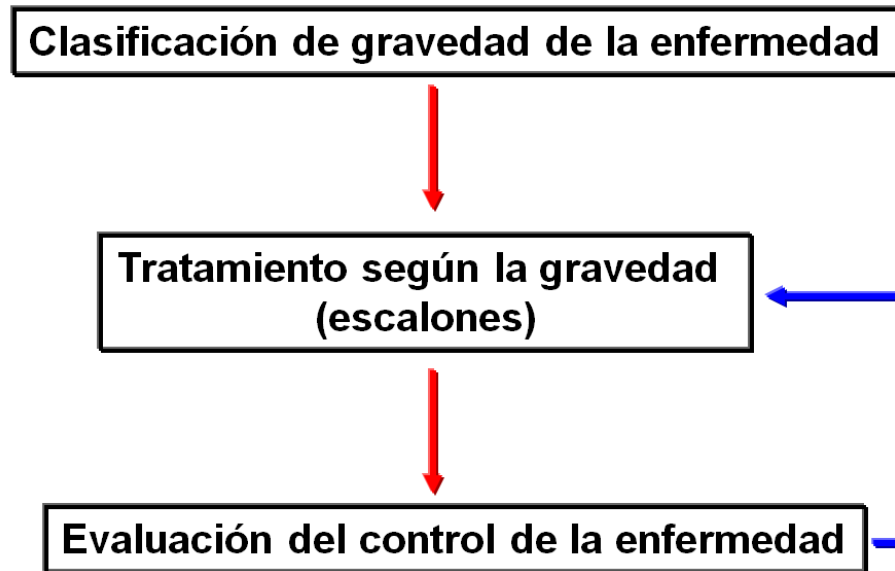 Clasificación de gravedad de la enfermedad
Tratamiento según la gravedad
(escalones)
Evaluación del control de la enfermedad